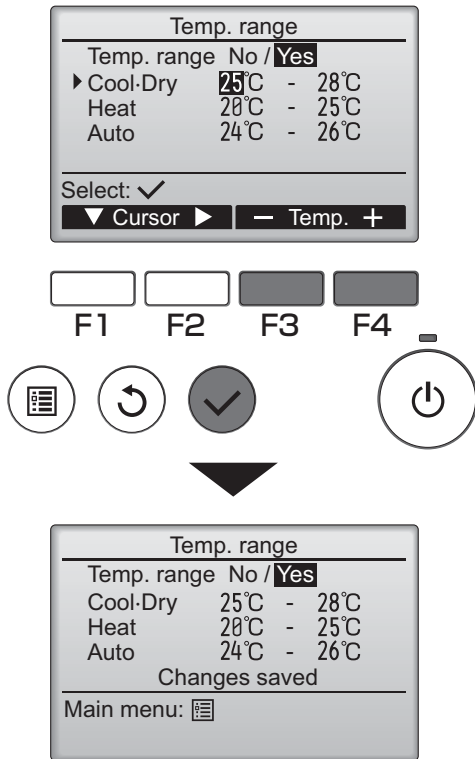 Temp. range
Temp. range No / Yes
Cool·Dry 25°C - 28°C
Heat 20°C - 25°C
Auto 24°C - 26°C
Select: ✓
▼ Cursor ▶ — Temp. +
F1 F2 F3 F4
Temp. range
Temp. range No / Yes
Cool·Dry 25°C - 28°C
Heat 20°C - 25°C
Auto 24°C - 26°C
Changes saved
Main menu: